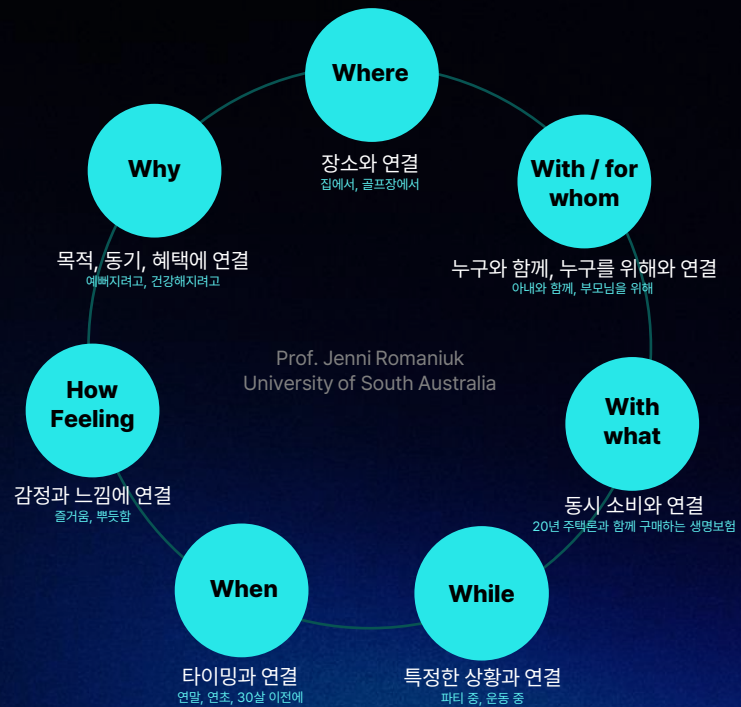 Where
장소와 연결
집에서, 골프장에서
With / for
whom
누구와 함께, 누구를 위해와 연결
아내와 함께, 부모님을 위해
With
what
동시 소비와 연결
20년 주택론과 함께 구매하는 생명보험
While
특정한 상황과 연결
파티 중, 운동 중
When
타이밍과 연결
연말, 연초, 30살 이전에
How
Feeling
감정과 느낌에 연결
즐거움, 뿌듯함
Why
목적, 동기, 혜택에 연결
예뻐지려고, 건강해지려고
Prof. Jenni Romaniuk
University of South Australia